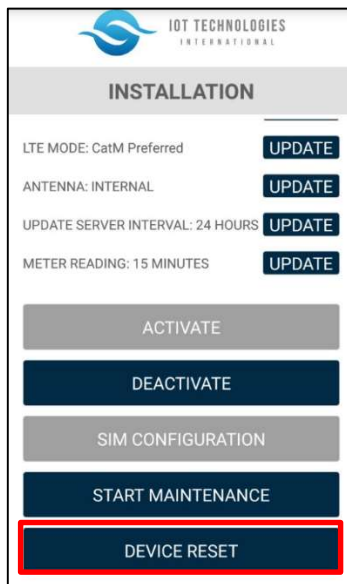 IOT TECHNOLOGIES
INTERNATIONAL
INSTALLATION
LTE MODE: CatM Preferred UPDATE
ANTENNA: INTERNAL UPDATE
UPDATE SERVER INTERVAL: 24 HOURS UPDATE
METER READING: 15 MINUTES UPDATE
ACTIVATE
DEACTIVATE
SIM CONFIGURATION
START MAINTENANCE
DEVICE RESET